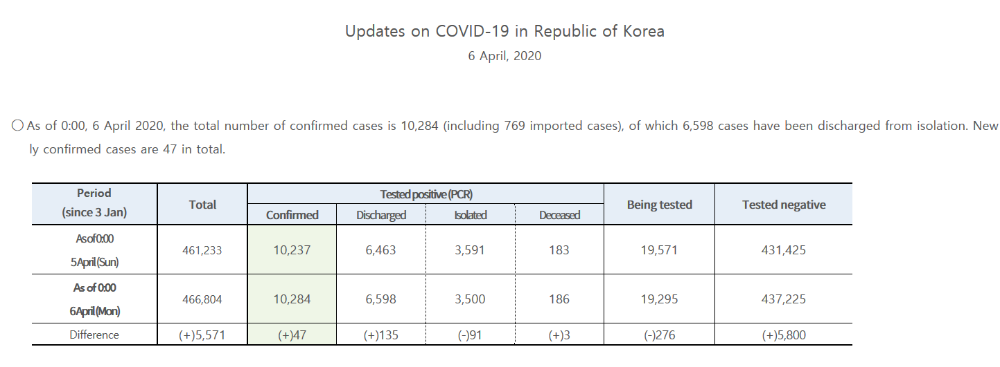 Updates on COVID-19 in Republic of Korea
6 April, 2020
○ As of 0:00, 6 April 2020, the total number of confirmed cases is 10,284 (including 769 imported cases), of which 6,598 cases have been discharged from isolation. New
ly confirmed cases are 47 in total.
Period
(since 3 Jan)
Total
Tested positive (PCR)
Being tested
Tested negative
Confirmed Discharged Isolated Deceased
As of 0:00
5 April (Sun)
461,233 10,237 6,463 3,591 183 19,571 431,425
As of 0:00
6 April (Mon)
466,804 10,284 6,598 3,500 186 19,295 437,225
Difference (+)5,571 (+)47 (+)135 (-)91 (+)3 (-)276 (+)5,800